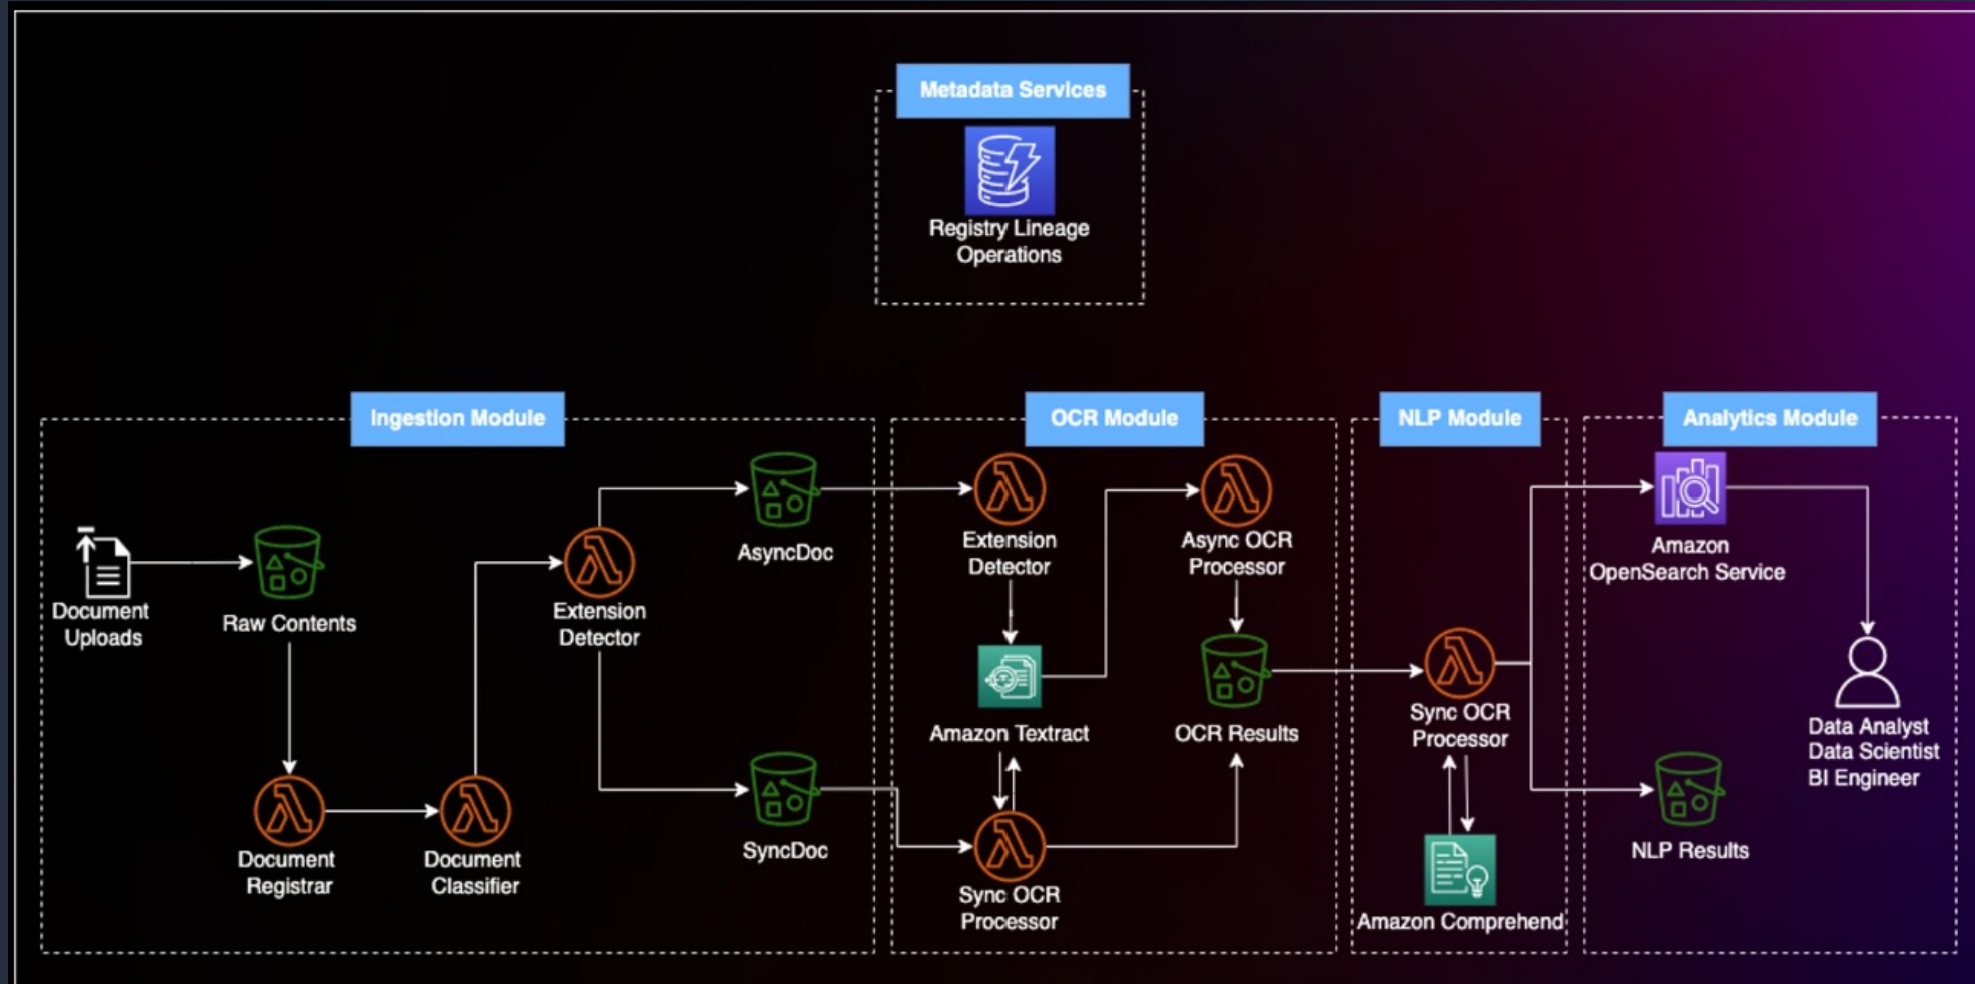 Metadata Services
Registry Lineage
Operations
Ingestion Module
Document
Uploads
Raw Contents
Document
Registrar
Document
Classifier
Extension
Detector
AsyncDoc
SyncDoc
OCR Module
Extension
Detector
Amazon Textract
Sync OCR
Processor
Async OCR
Processor
OCR Results
NLP Module
Sync OCR
Processor
Amazon Comprehend
Analytics Module
Amazon
OpenSearch Service
NLP Results
Data Analyst
Data Scientist
BI Engineer